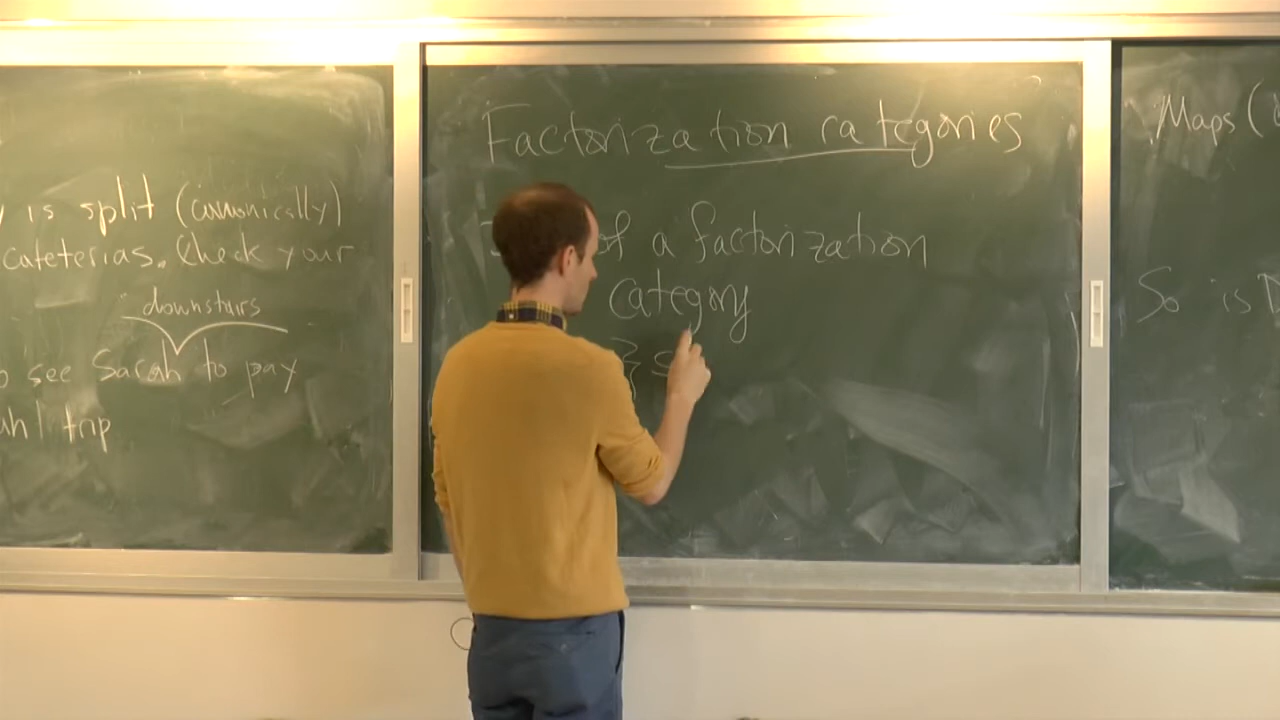 is split (canonically)
cafeterias. Check your
downstairs
see Sarah to pay
trip
Factorization categories
of a factorization
category
Maps (
So is